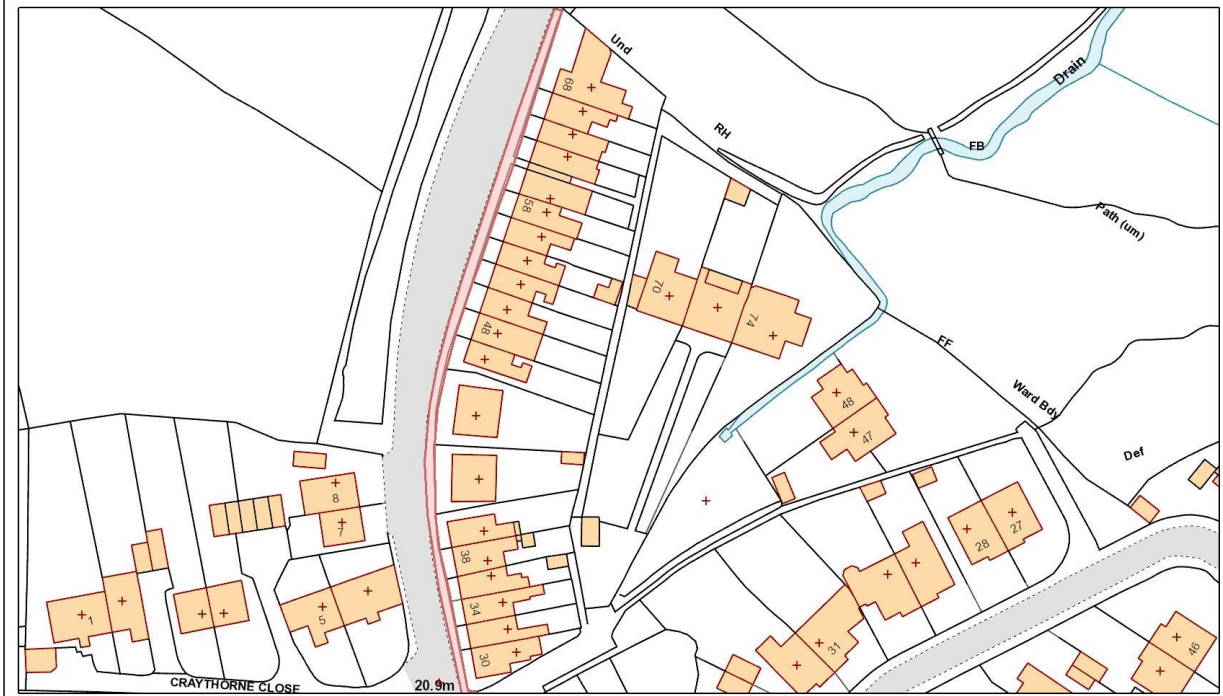 Und
68
Drain
RH
FB
58
Path (um)
70
74
48
FF
Ward Bdy
48
47
Def
8
7
38
28
27
1
5
34
31
30
46
CRAYTHORNE CLOSE
20.9m